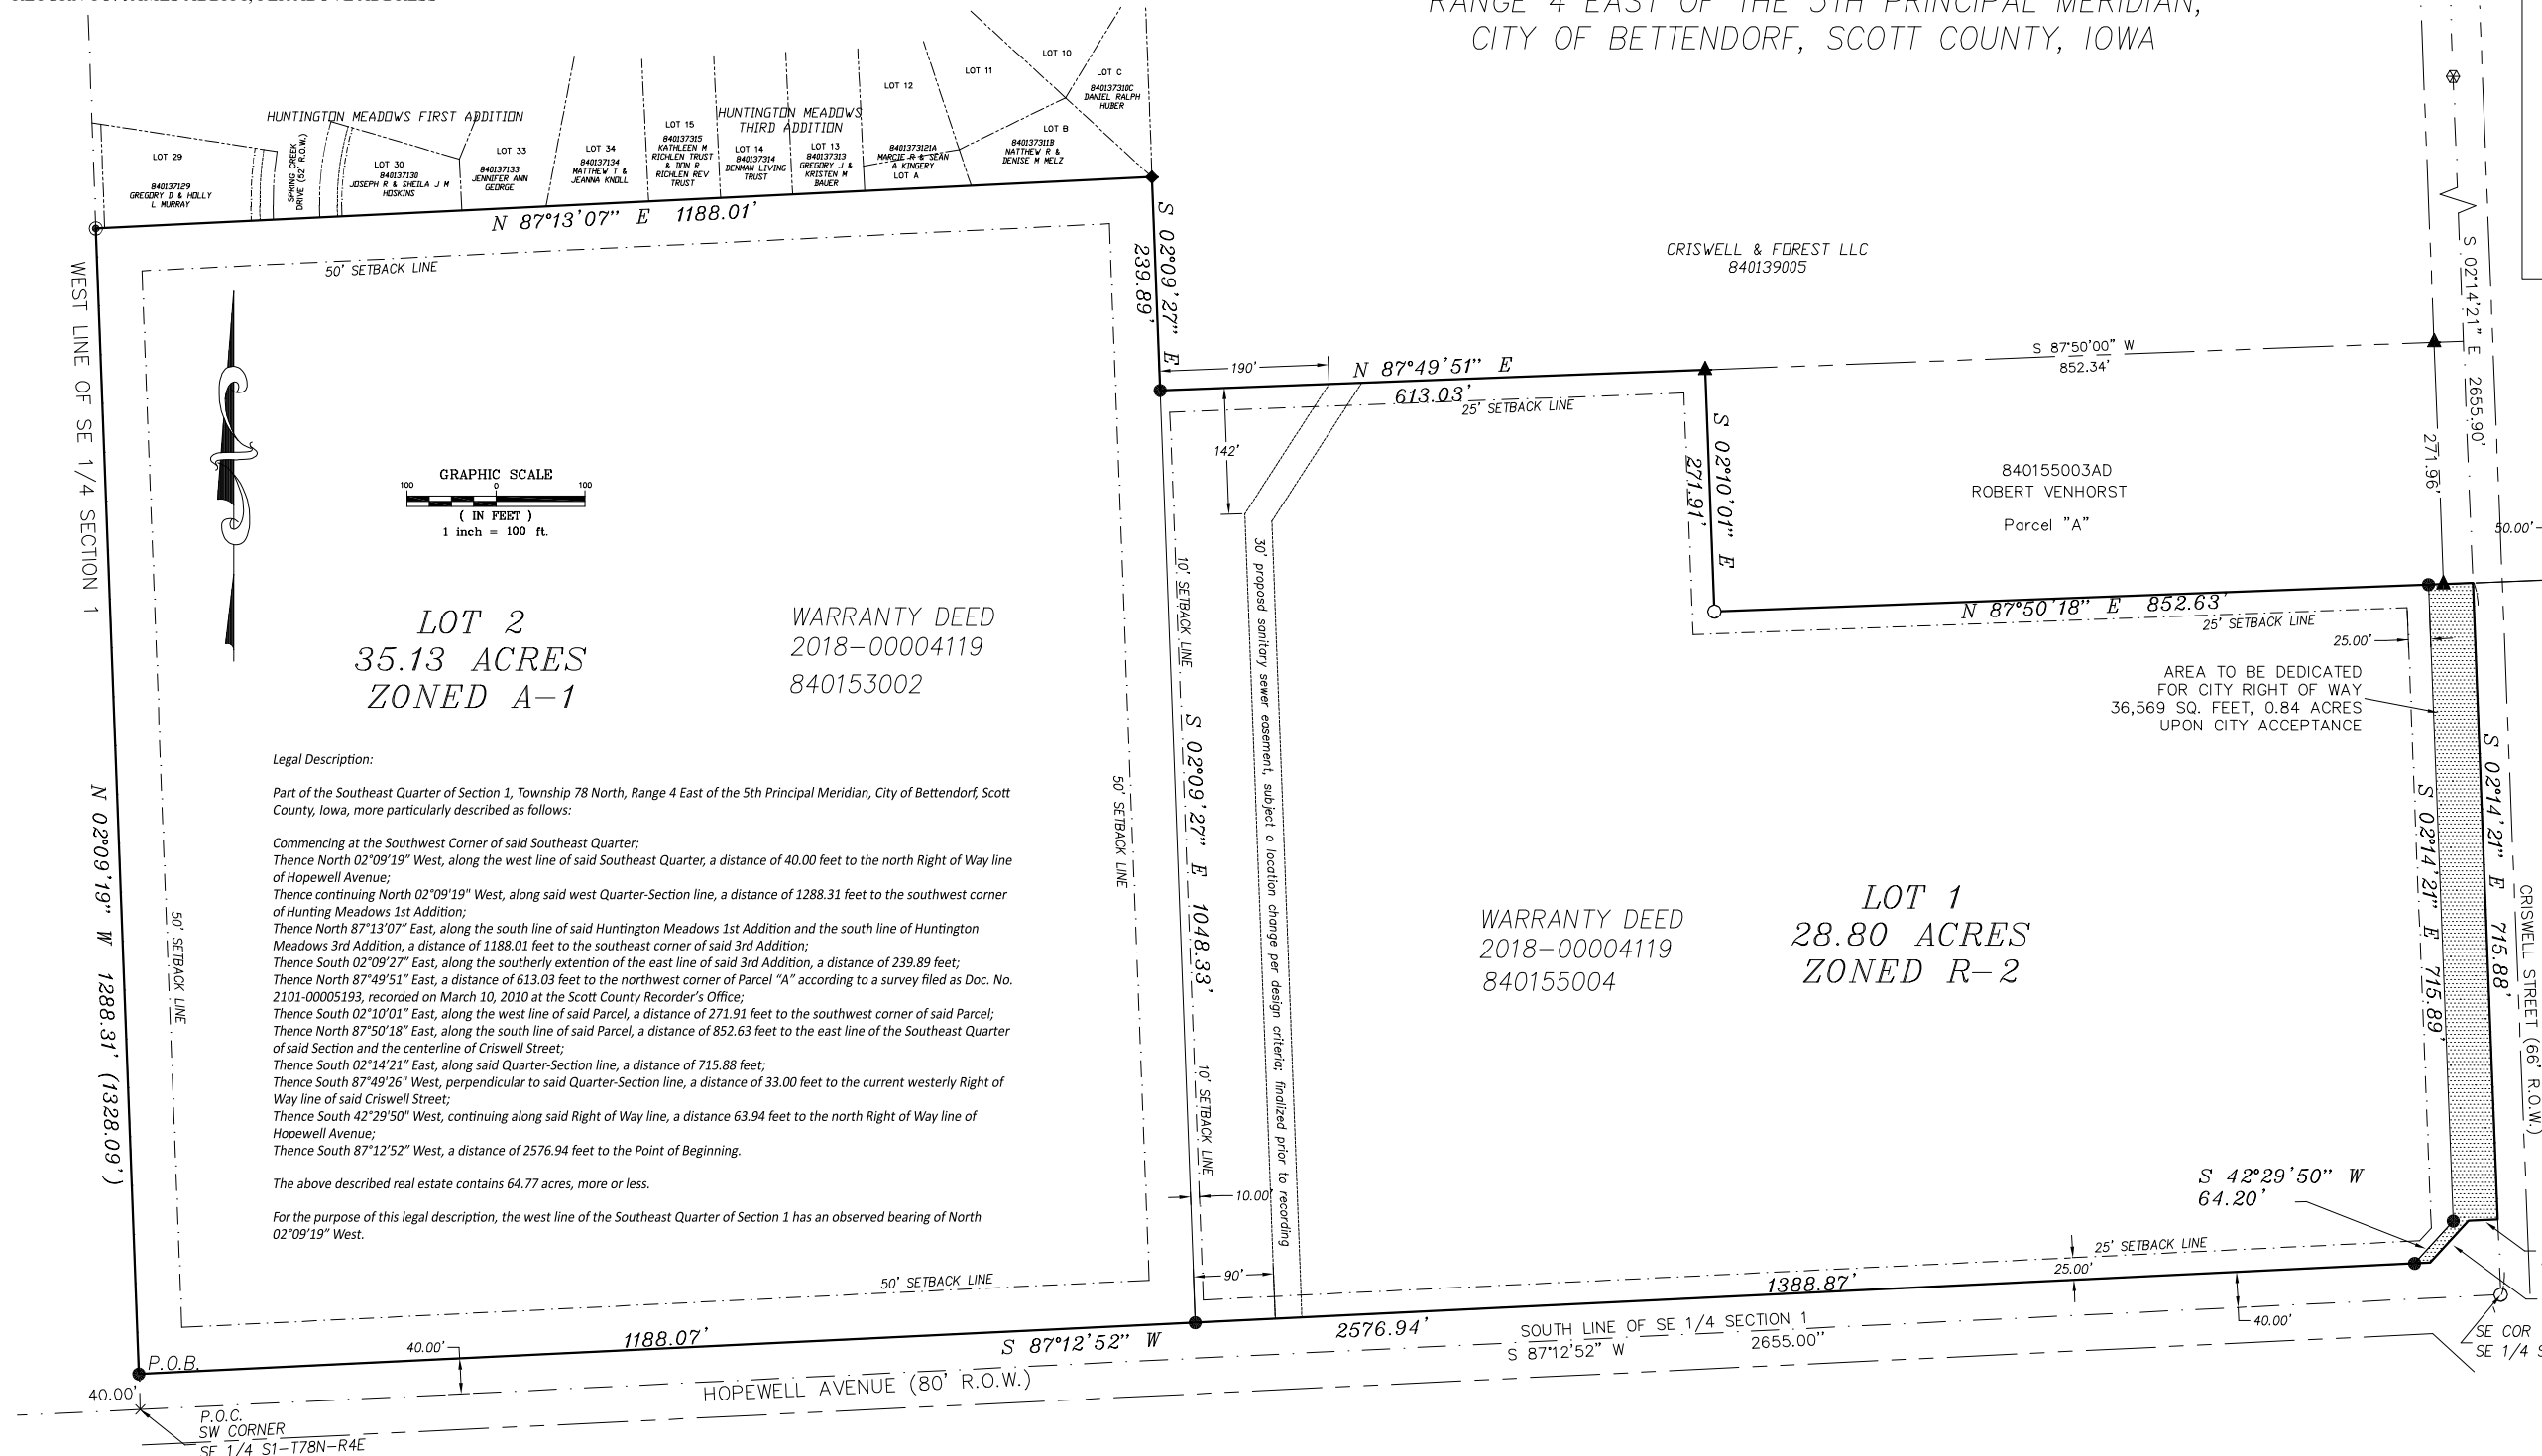 RANGE 4 EAST OF THE 5TH PRINCIPAL MERIDIAN,
CITY OF BETTENDORF, SCOTT COUNTY, IOWA
HUNTINGTON MEADOWS FIRST ADDITION
HUNTINGTON MEADOWS
THIRD ADDITION
LOT 29
840137129
GREGORY D & HOLLY
L MURRAY
SPRING CREEK
DRIVE (52' R.O.W.)
LOT 30
840137130
JOSEPH R & SHEILA J M
HOSKINS
LOT 33
840137133
JENNIFER ANN
GEORGE
LOT 34
840137134
MATTHEW T &
JEANNA KNOLL
LOT 15
840137315
KATHLEEN M
RICHLEN TRUST
& DON R
RICHLEN REV
TRUST
LOT 14
840137314
DENMAN LIVING
TRUST
LOT 13
840137313
GREGORY J &
KRISTEN M
BAUER
LOT 12
840137312A
MARCIE R & SEAN
A KINGERY
LOT A
LOT 11
LOT 10
LOT B
840137311B
NATTHEW R &
DENISE M MELZ
LOT C
840137310C
DANIEL RALPH
HUBER
N 87°13'07" E 1188.01'
50' SETBACK LINE
WEST LINE OF SE 1/4 SECTION 1
N 02°09'19" W 1288.31' (1328.09')
S 02°09'27" E
239.89'
CRISWELL & FOREST LLC
840139005
190'
N 87°49'51" E
613.03'
25' SETBACK LINE
142'
S 87°50'00" W
852.34'
S 02°14'21" E 2655.90'
271.96'
S 02°10'01" E
271.91'
840155003AD
ROBERT VENHORST
Parcel "A"
50.00'
N 87°50'18" E 852.63'
25' SETBACK LINE
25.00'
AREA TO BE DEDICATED
FOR CITY RIGHT OF WAY
36,569 SQ. FEET, 0.84 ACRES
UPON CITY ACCEPTANCE
GRAPHIC SCALE
100 0 100
( IN FEET )
1 inch = 100 ft.
LOT 2
35.13 ACRES
ZONED A-1
WARRANTY DEED
2018-00004119
840153002
Legal Description:
Part of the Southeast Quarter of Section 1, Township 78 North, Range 4 East of the 5th Principal Meridian, City of Bettendorf, Scott
County, Iowa, more particularly described as follows:
Commencing at the Southwest Corner of said Southeast Quarter;
Thence North 02°09'19" West, along the west line of said Southeast Quarter, a distance of 40.00 feet to the north Right of Way line
of Hopewell Avenue;
Thence continuing North 02°09'19" West, along said west Quarter-Section line, a distance of 1288.31 feet to the southwest corner
of Hunting Meadows 1st Addition;
Thence North 87°13'07" East, along the south line of said Huntington Meadows 1st Addition and the south line of Huntington
Meadows 3rd Addition, a distance of 1188.01 feet to the southeast corner of said 3rd Addition;
Thence South 02°09'27" East, along the southerly extention of the east line of said 3rd Addition, a distance of 239.89 feet;
Thence North 87°49'51" East, a distance of 613.03 feet to the northwest corner of Parcel "A" according to a survey filed as Doc. No.
2101-00005193, recorded on March 10, 2010 at the Scott County Recorder's Office;
Thence South 02°10'01" East, along the west line of said Parcel, a distance of 271.91 feet to the southwest corner of said Parcel;
Thence North 87°50'18" East, along the south line of said Parcel, a distance of 852.63 feet to the east line of the Southeast Quarter
of said Section and the centerline of Criswell Street;
Thence South 02°14'21" East, along said Quarter-Section line, a distance of 715.88 feet;
Thence South 87°49'26" West, perpendicular to said Quarter-Section line, a distance of 33.00 feet to the current westerly Right of
Way line of said Criswell Street;
Thence South 42°29'50" West, continuing along said Right of Way line, a distance 63.94 feet to the north Right of Way line of
Hopewell Avenue;
Thence South 87°12'52" West, a distance of 2576.94 feet to the Point of Beginning.
The above described real estate contains 64.77 acres, more or less.
For the purpose of this legal description, the west line of the Southeast Quarter of Section 1 has an observed bearing of North
02°09'19" West.
50' SETBACK LINE
50' SETBACK LINE
50' SETBACK LINE
10' SETBACK LINE
S 02°09'27" E 1048.33'
10' SETBACK LINE
30' proposd sanitary sewer easement, subject o location change per design criteria; finalized prior to recording
10.00'
90'
WARRANTY DEED
2018-00004119
840155004
LOT 1
28.80 ACRES
ZONED R-2
S 02°14'21" E 715.89'
S 02°14'21" E 715.88'
CRISWELL STREET (66' R.O.W.)
S 42°29'50" W
64.20'
25' SETBACK LINE
25.00'
1388.87'
40.00'
SE COR
SE 1/4 S
P.O.B.
40.00'
40.00'
1188.07'
S 87°12'52" W
2576.94'
SOUTH LINE OF SE 1/4 SECTION 1
S 87°12'52" W 2655.00"
HOPEWELL AVENUE (80' R.O.W.)
P.O.C.
SW CORNER
SE 1/4 S1-T78N-R4E